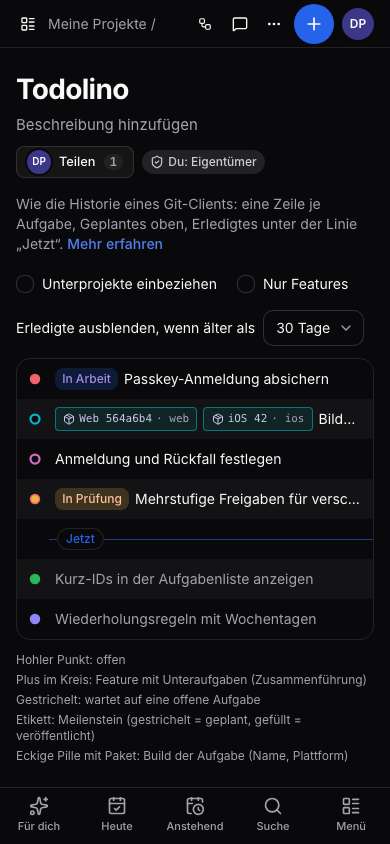 Meine Projekte /
DP
Todolino
Beschreibung hinzufügen
DP Teilen 1
Du: Eigentümer
Wie die Historie eines Git-Clients: eine Zeile je
Aufgabe, Geplantes oben, Erledigtes unter der Linie
„Jetzt“. Mehr erfahren
Unterprojekte einbeziehen
Nur Features
Erledigte ausblenden, wenn älter als
30 Tage
In Arbeit Passkey-Anmeldung absichern
Web 564a6b4 · web iOS 42 · ios Bild…
Anmeldung und Rückfall festlegen
In Prüfung Mehrstufige Freigaben für versc…
Jetzt
Kurz-IDs in der Aufgabenliste anzeigen
Wiederholungsregeln mit Wochentagen
Hohler Punkt: offen
Plus im Kreis: Feature mit Unteraufgaben (Zusammenführung)
Gestrichelt: wartet auf eine offene Aufgabe
Etikett: Meilenstein (gestrichelt = geplant, gefüllt =
veröffentlicht)
Eckige Pille mit Paket: Build der Aufgabe (Name, Plattform)
Für dich
Heute
Anstehend
Suche
Menü